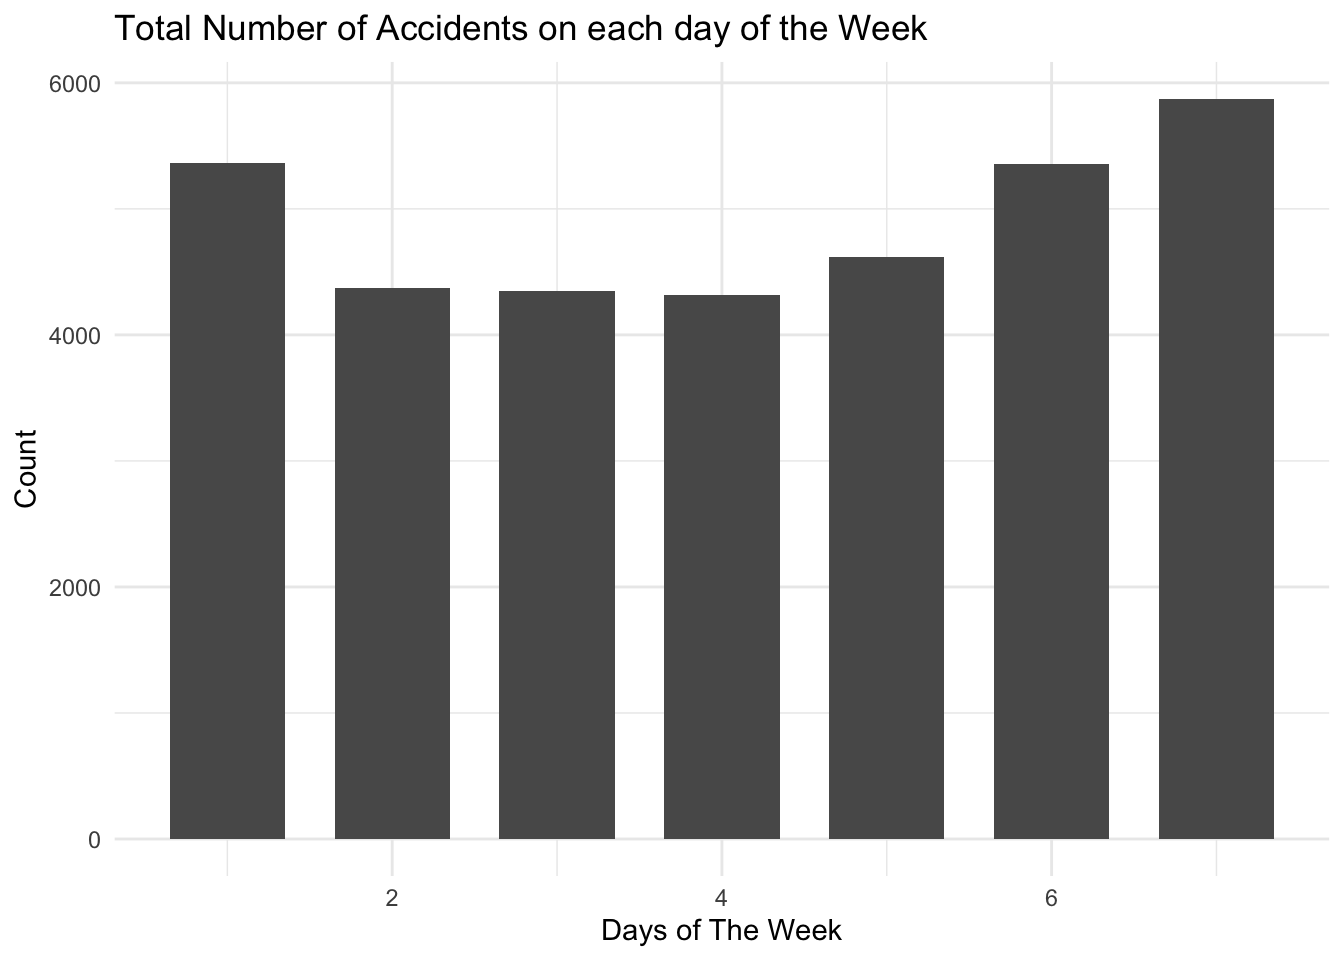 Total Number of Accidents on each day of the Week
6000
4000
2000
0
Count
2
4
6
Days of The Week